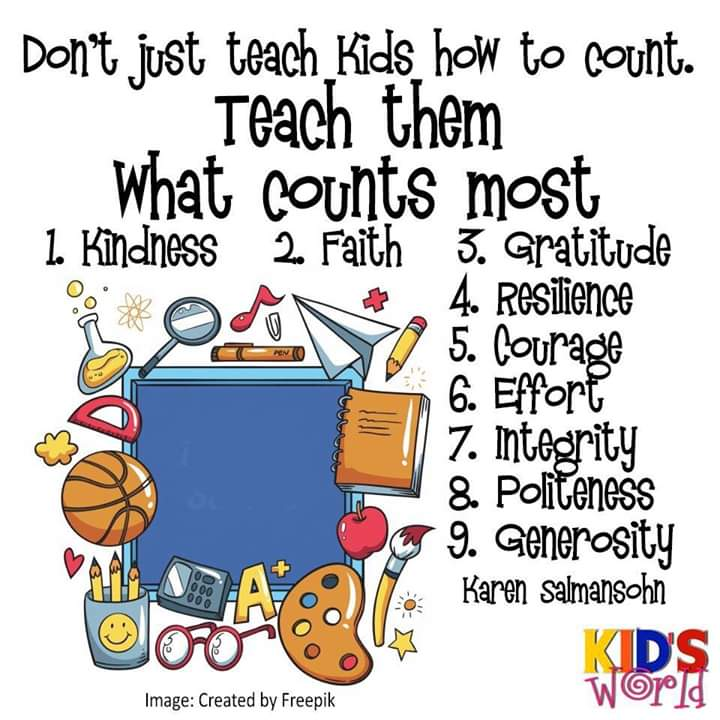 Don't just teach Kids how to count.
Teach them
What counts most
1. Kindness 2. Faith 3. Gratitude
4. Resilience
5. Courage
6. Effort
7. Integrity
8. Politeness
9. Generosity
Karen Salmansohn
PEN
A+
KID'S
World
Image: Created by Freepik